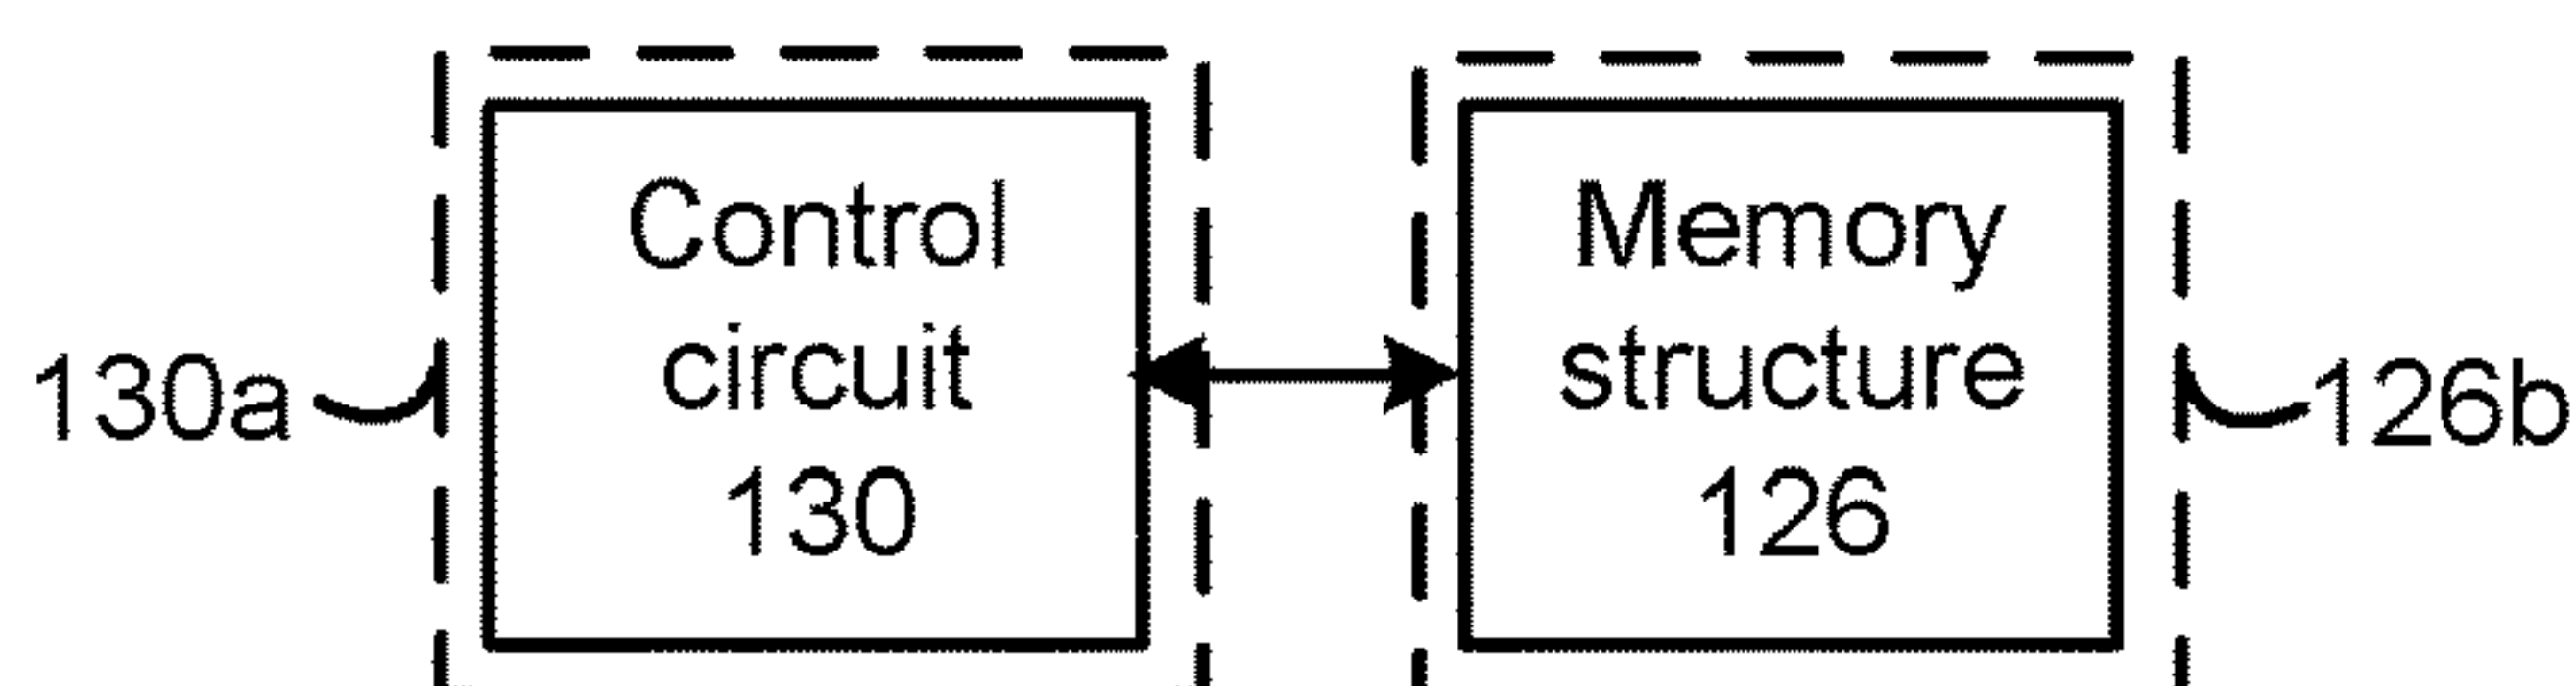 Control
circuit
130
Memory
structure
126
130a
126b